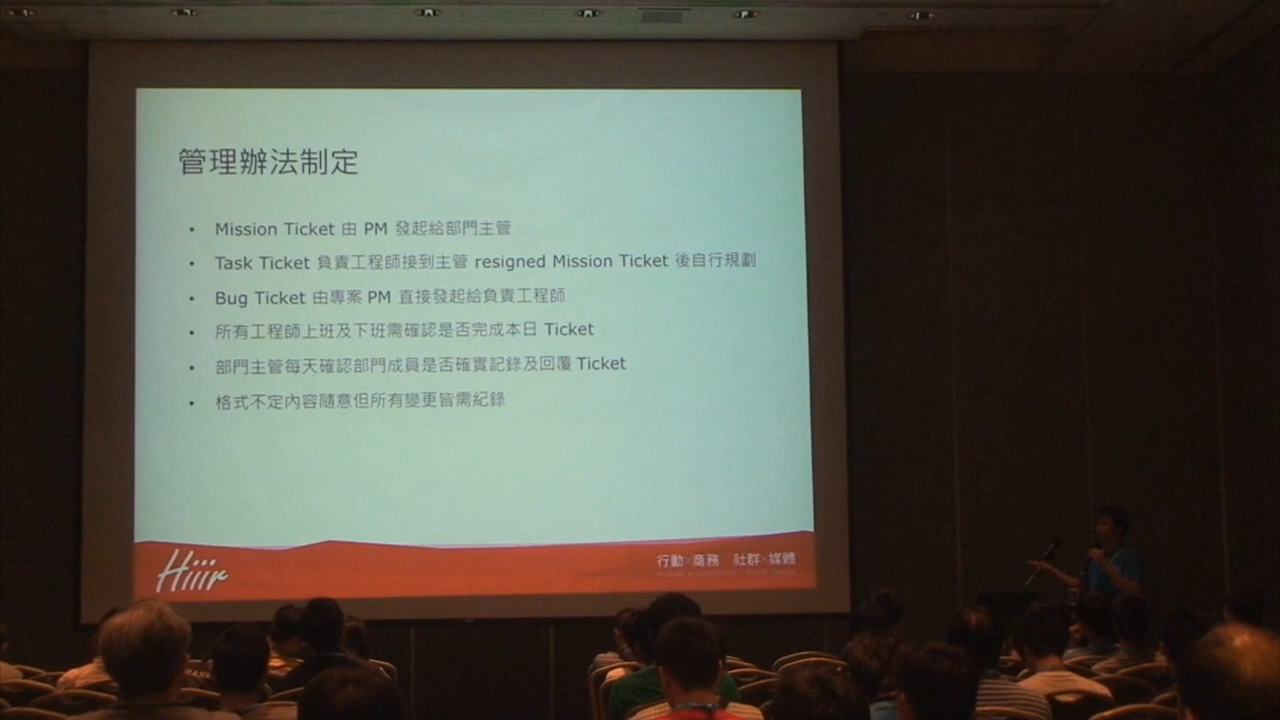 管理辦法制定
• Mission Ticket 由 PM 發起給部門主管
• Task Ticket 負責工程師接到主管 resigned Mission Ticket 後自行規劃
• Bug Ticket 由專案 PM 直接發起給負責工程師
• 所有工程師上班及下班需確認是否完成本日 Ticket
• 部門主管每天確認部門成員是否確實記錄及回覆 Ticket
• 格式不定內容隨意但所有變更皆需紀錄
Hiiir
行動×商務 社群×媒體